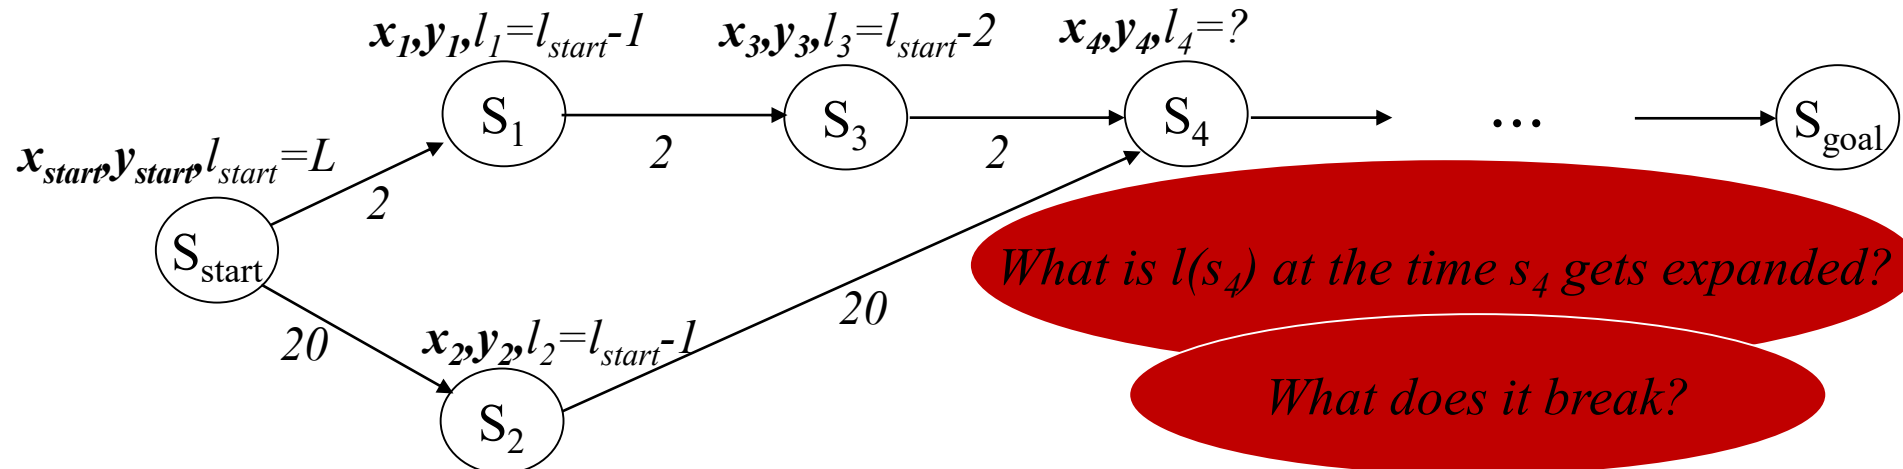 x1,y1,l1=lstart-1
x3,y3,l3=lstart-2
x4,y4,l4=?
S1
S3
S4
...
Sgoal
2
2
xstart,ystart,lstart=L
2
Sstart
What is l(s4) at the time s4 gets expanded?
20
20
x2,y2,l2=lstart-1
What does it break?
S2